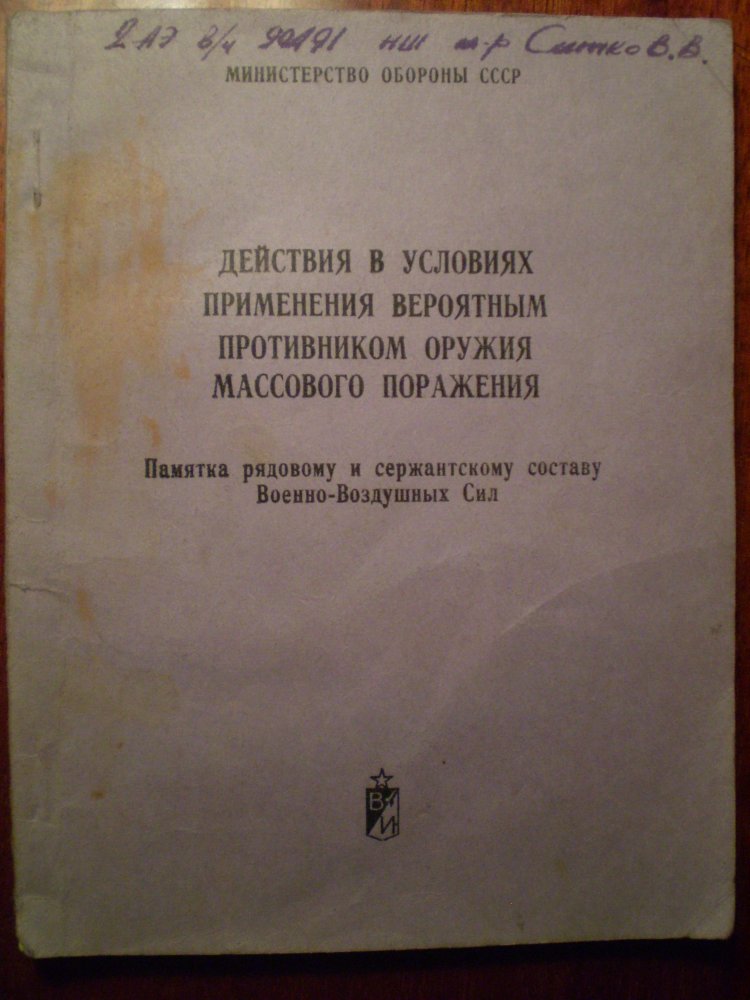 2 АЭ в/ч 90191 нш м-р Ситков В.В.
МИНИСТЕРСТВО ОБОРОНЫ СССР
ДЕЙСТВИЯ В УСЛОВИЯХ
ПРИМЕНЕНИЯ ВЕРОЯТНЫМ
ПРОТИВНИКОМ ОРУЖИЯ
МАССОВОГО ПОРАЖЕНИЯ
Памятка рядовому и сержантскому составу
Военно-Воздушных Сил
В
И